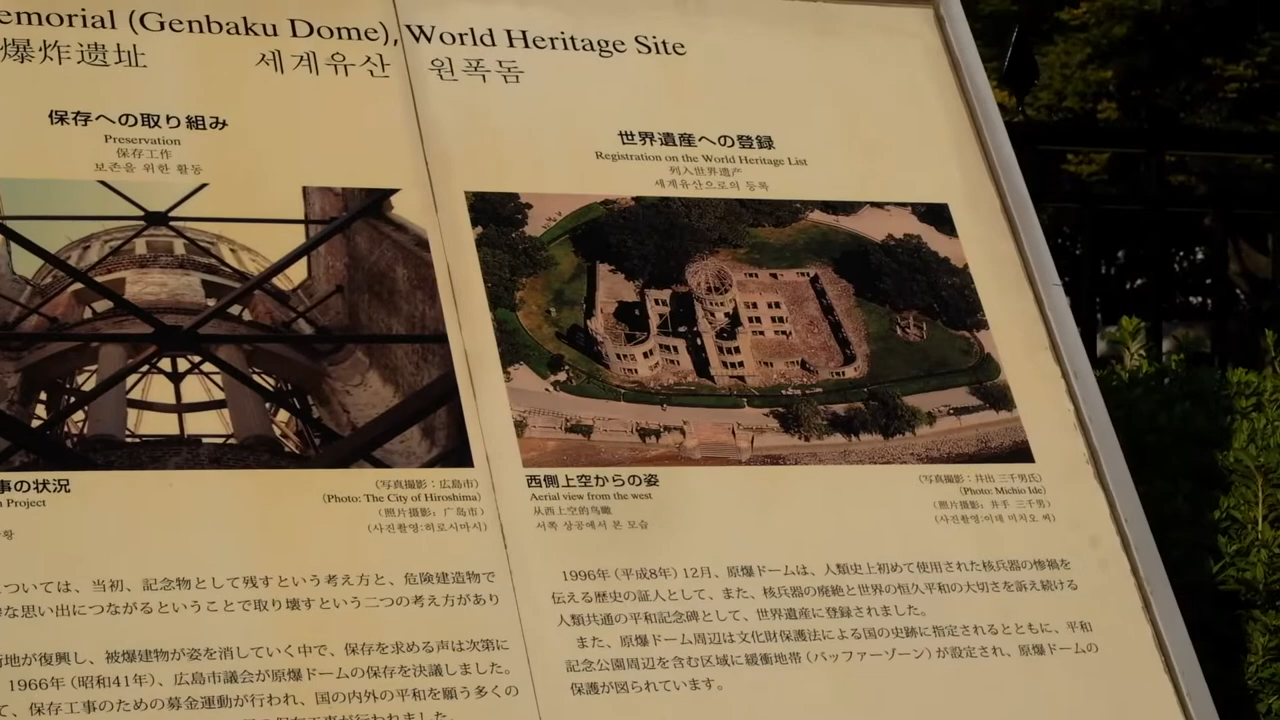 emorial (Genbaku Dome), World Heritage Site
爆炸遗址 세계유산 원폭돔
保存への取り組み
Preservation
保存工作
보존을 위한 활동
事の状況
Project
황
(写真撮影：広島市)
(Photo: The City of Hiroshima)
(照片摄影：广岛市)
(사진촬영:히로시마시)
ついては、当初、記念物として残すという考え方と、危険建造物で
な思い出につながるということで取り壊すという二つの考え方があり
街地が復興し、被爆建物が姿を消していく中で、保存を求める声は次第に
1966年(昭和41年)、広島市議会が原爆ドームの保存を決議しました。
て、保存工事のための募金運動が行われ、国の内外の平和を願う多くの
保存工事が行われました。
世界遺産への登録
Registration on the World Heritage List
列入世界遗产
세계유산으로의 등록
西側上空からの姿
Aerial view from the west
从西上空的鸟瞰
서쪽 상공에서 본 모습
(写真撮影：井出 三千男氏)
(Photo: Michio Ide)
(照片摄影：井手 三千男)
(사진촬영:이데 미치오 씨)
1996年(平成8年)12月、原爆ドームは、人類史上初めて使用された核兵器の惨禍を
伝える歴史の証人として、また、核兵器の廃絶と世界の恒久平和の大切さを訴え続ける
人類共通の平和記念碑として、世界遺産に登録されました。
また、原爆ドーム周辺は文化財保護法による国の史跡に指定されるとともに、平和
記念公園周辺を含む区域に緩衝地帯(バッファーゾーン)が設定され、原爆ドームの
保護が図られています。